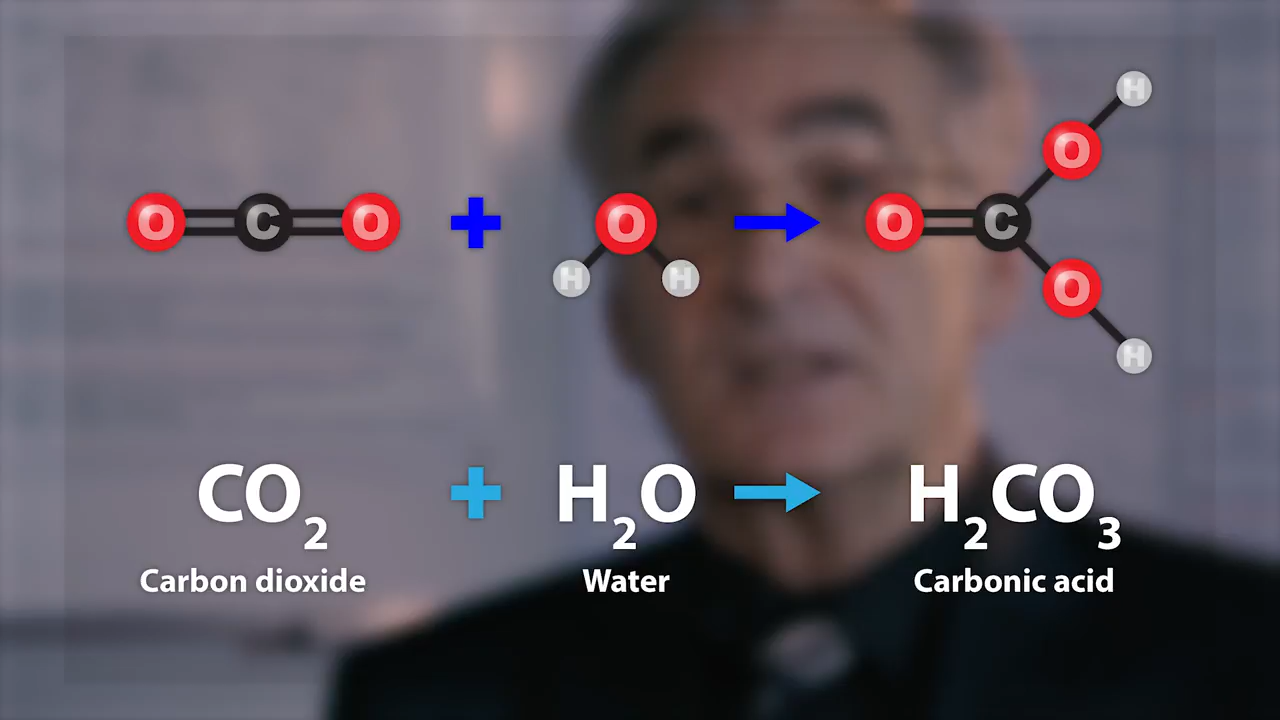 O C O + O H H → O C O H O H
CO₂ + H₂O → H₂CO₃
Carbon dioxide Water Carbonic acid